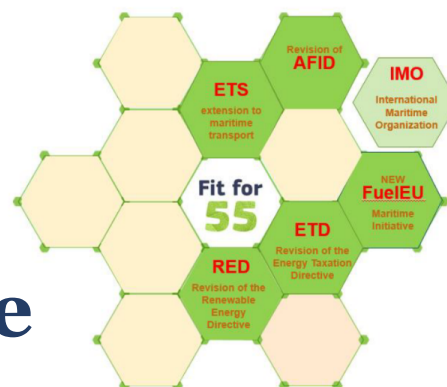 Revision of
AFID
IMO
International
Maritime
Organization
ETS
extension to
maritime
transport
Fit for
55
NEW
FuelEU
Maritime
Initiative
ETD
Revision of the
Energy Taxation
Directive
RED
Revision of the
Renewable
Energy
Directive
e